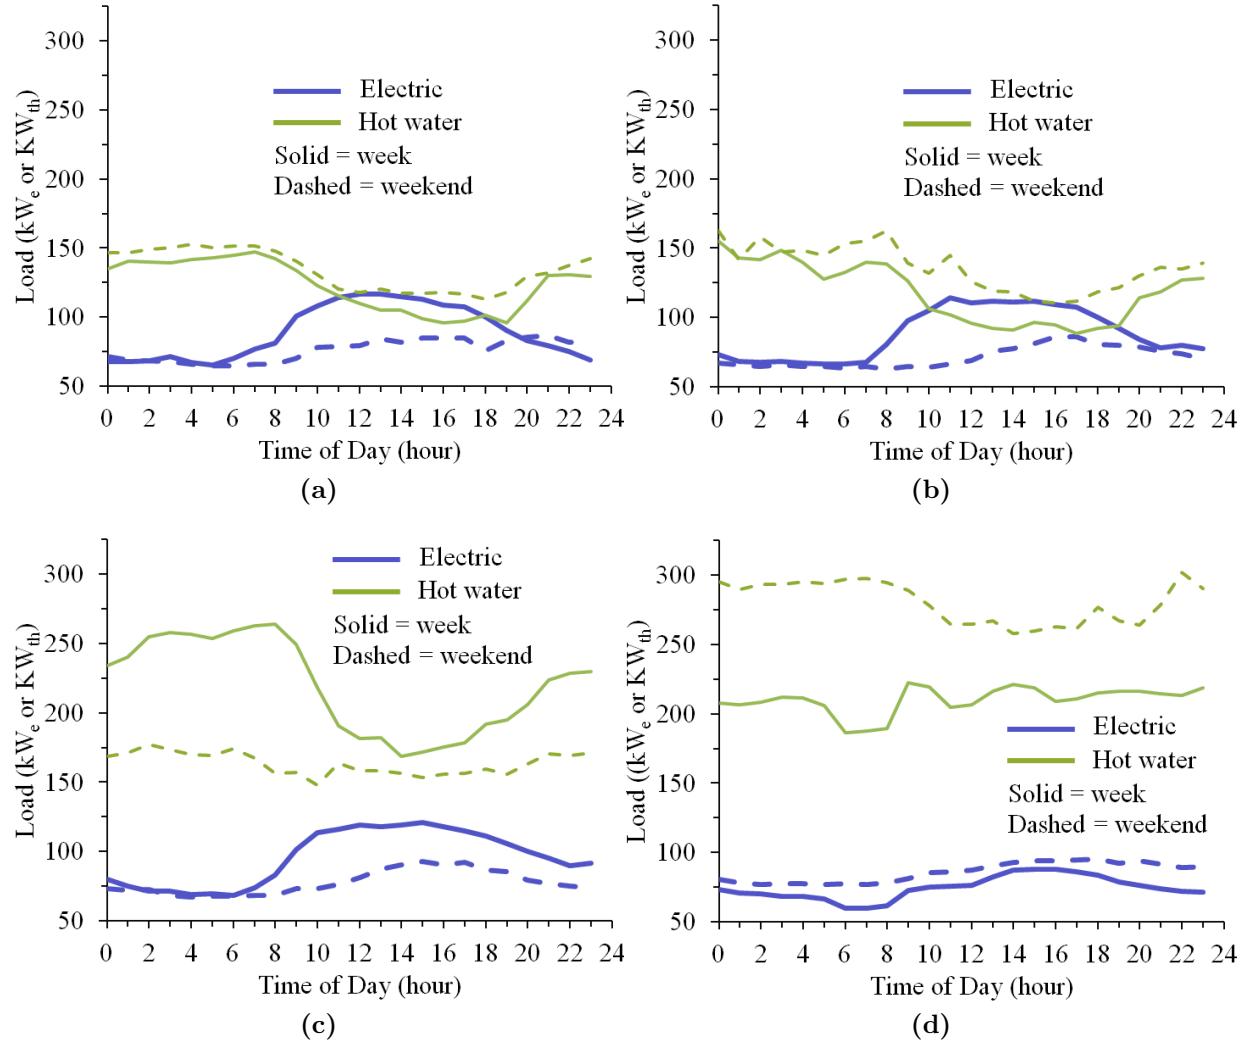 300
250
200
150
100
50
Load (kWe or KWth)
Electric
Hot water
Solid = week
Dashed = weekend
0 2 4 6 8 10 12 14 16 18 20 22 24
Time of Day (hour)
(a)
300
250
200
150
100
50
Load (kWe or KWth)
Electric
Hot water
Solid = week
Dashed = weekend
0 2 4 6 8 10 12 14 16 18 20 22 24
Time of Day (hour)
(b)
300
250
200
150
100
50
Load (kWe or KWth)
Electric
Hot water
Solid = week
Dashed = weekend
0 2 4 6 8 10 12 14 16 18 20 22 24
Time of Day (hour)
(c)
300
250
200
150
100
50
Load ((kWe or KWth)
Electric
Hot water
Solid = week
Dashed = weekend
0 2 4 6 8 10 12 14 16 18 20 22 24
Time of Day (hour)
(d)